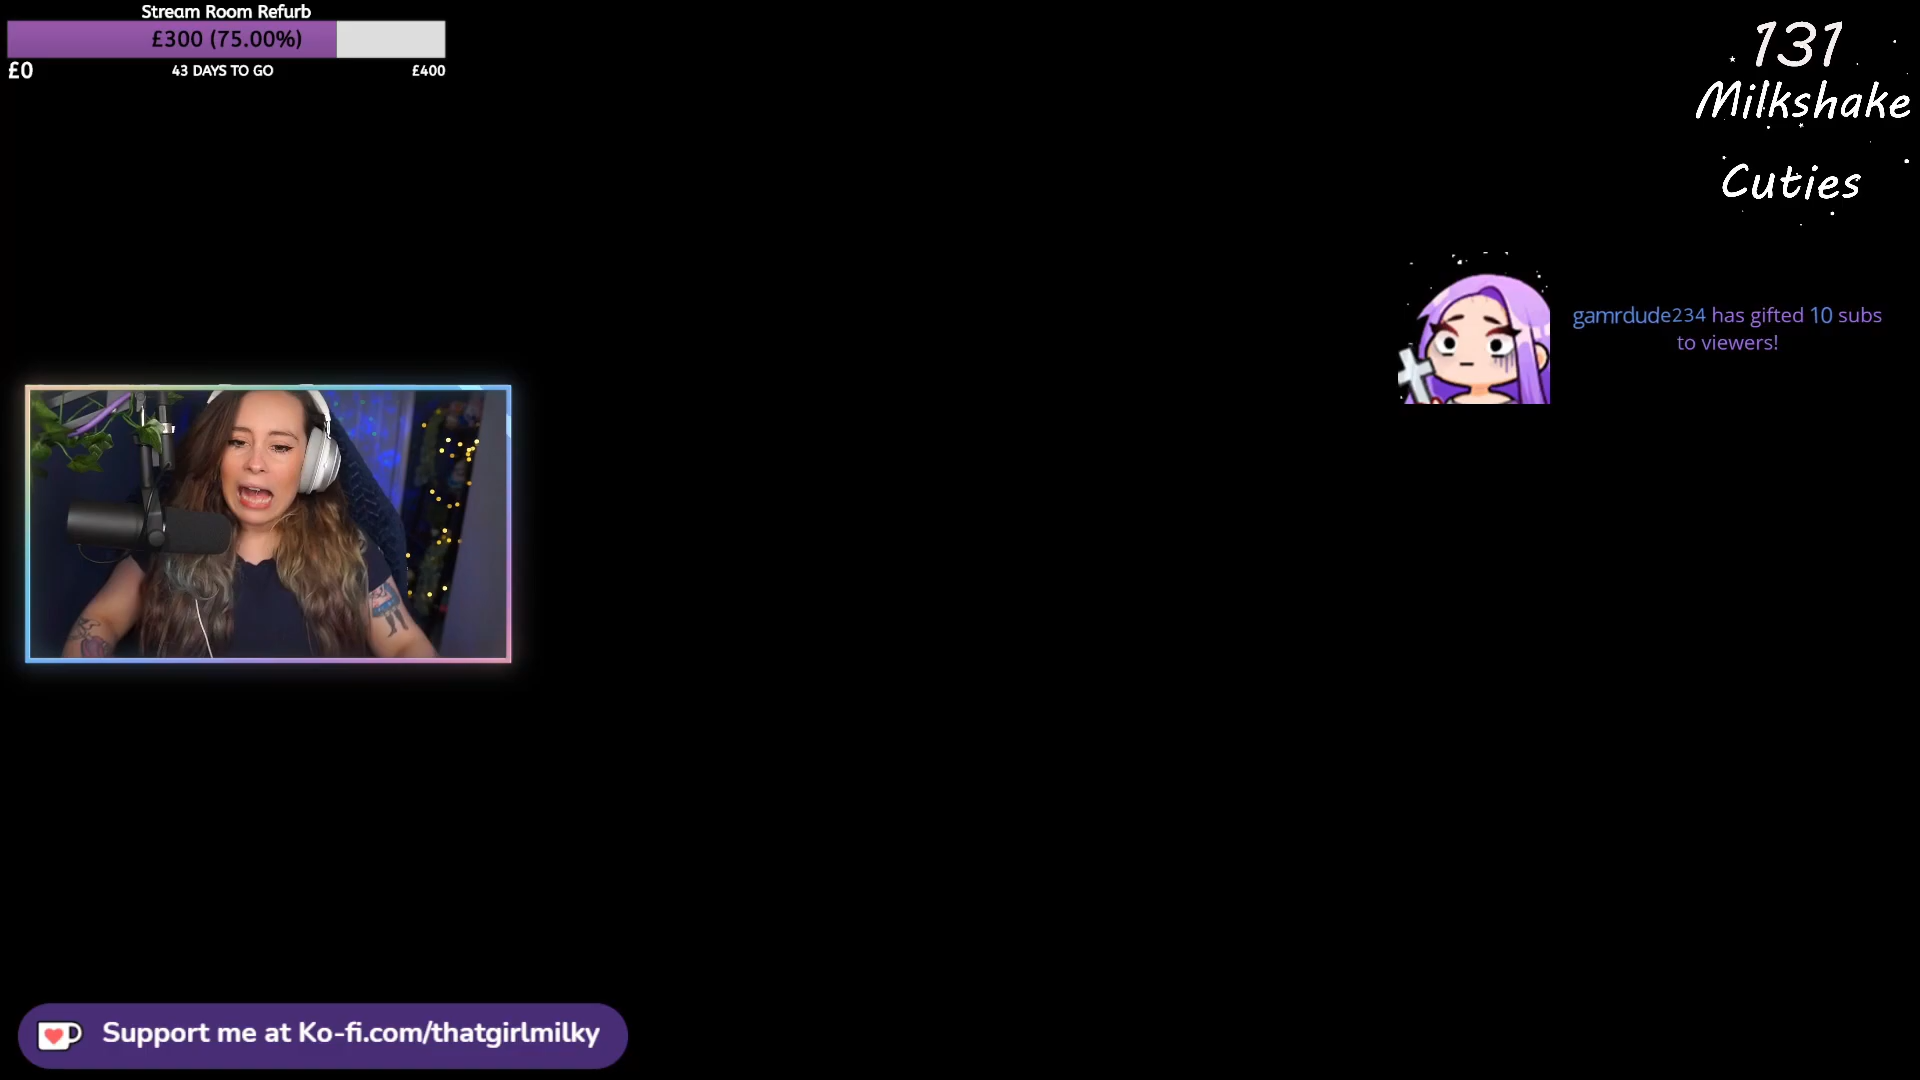 Stream Room Refurb
£300 (75.00%)
£0
43 DAYS TO GO
£400
131
Milkshake
Cuties
gamrdude234 has gifted 10 subs
to viewers!
Support me at Ko-fi.com/thatgirlmilky